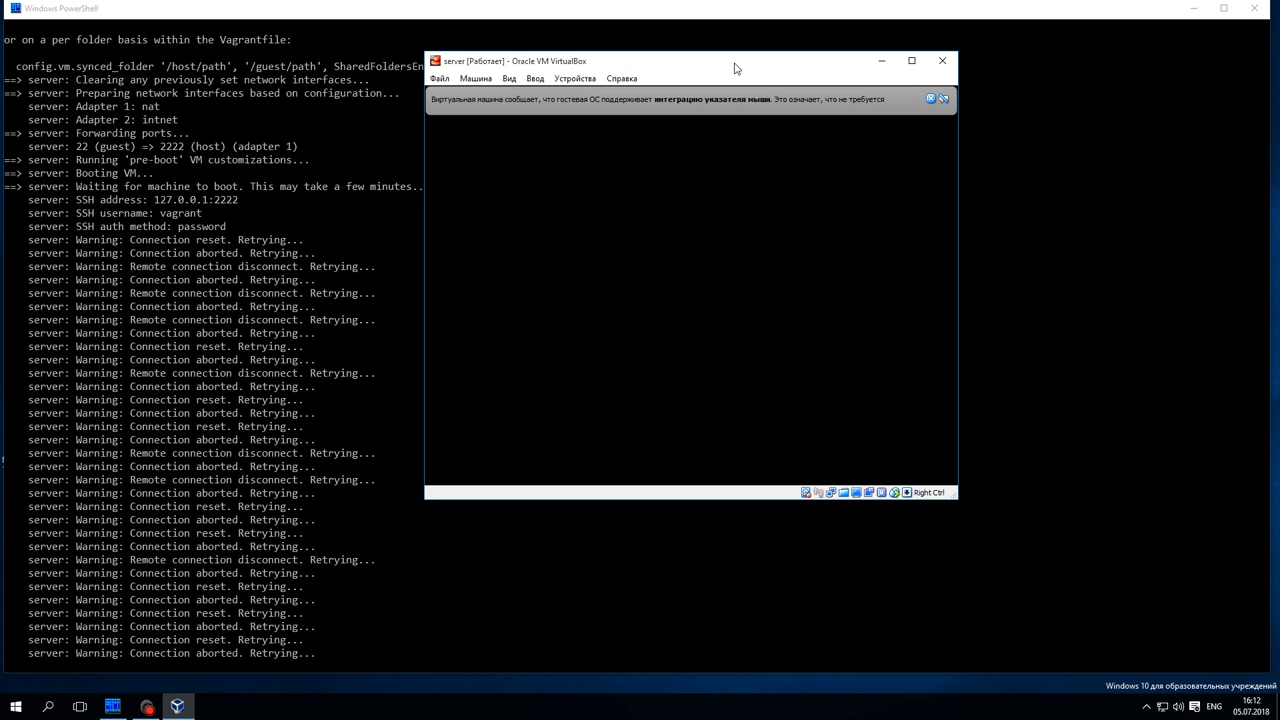 Windows PowerShell
or on a per folder basis within the Vagrantfile:
config.vm.synced_folder '/host/path', '/guest/path', SharedFoldersEn
==> server: Clearing any previously set network interfaces...
==> server: Preparing network interfaces based on configuration...
server: Adapter 1: nat
server: Adapter 2: intnet
==> server: Forwarding ports...
server: 22 (guest) => 2222 (host) (adapter 1)
==> server: Running 'pre-boot' VM customizations...
==> server: Booting VM...
==> server: Waiting for machine to boot. This may take a few minutes..
server: SSH address: 127.0.0.1:2222
server: SSH username: vagrant
server: SSH auth method: password
server: Warning: Connection reset. Retrying...
server: Warning: Connection aborted. Retrying...
server: Warning: Remote connection disconnect. Retrying...
server: Warning: Connection aborted. Retrying...
server: Warning: Remote connection disconnect. Retrying...
server: Warning: Connection aborted. Retrying...
server: Warning: Remote connection disconnect. Retrying...
server: Warning: Connection aborted. Retrying...
server: Warning: Connection reset. Retrying...
server: Warning: Connection aborted. Retrying...
server: Warning: Remote connection disconnect. Retrying...
server: Warning: Connection aborted. Retrying...
server: Warning: Connection reset. Retrying...
server: Warning: Connection aborted. Retrying...
server: Warning: Connection reset. Retrying...
server: Warning: Connection aborted. Retrying...
server: Warning: Remote connection disconnect. Retrying...
server: Warning: Connection aborted. Retrying...
server: Warning: Remote connection disconnect. Retrying...
server: Warning: Connection aborted. Retrying...
server: Warning: Connection reset. Retrying...
server: Warning: Connection aborted. Retrying...
server: Warning: Connection reset. Retrying...
server: Warning: Connection aborted. Retrying...
server: Warning: Remote connection disconnect. Retrying...
server: Warning: Connection aborted. Retrying...
server: Warning: Connection reset. Retrying...
server: Warning: Connection aborted. Retrying...
server: Warning: Connection reset. Retrying...
server: Warning: Connection aborted. Retrying...
server: Warning: Connection reset. Retrying...
server: Warning: Connection aborted. Retrying...
server [Работает] - Oracle VM VirtualBox
Файл Машина Вид Ввод Устройства Справка
Виртуальная машина сообщает, что гостевая ОС поддерживает интеграцию указателя мыши. Это означает, что не требуется
Right Ctrl
Windows 10 для образовательных учреждений
ENG
16:12
05.07.2018